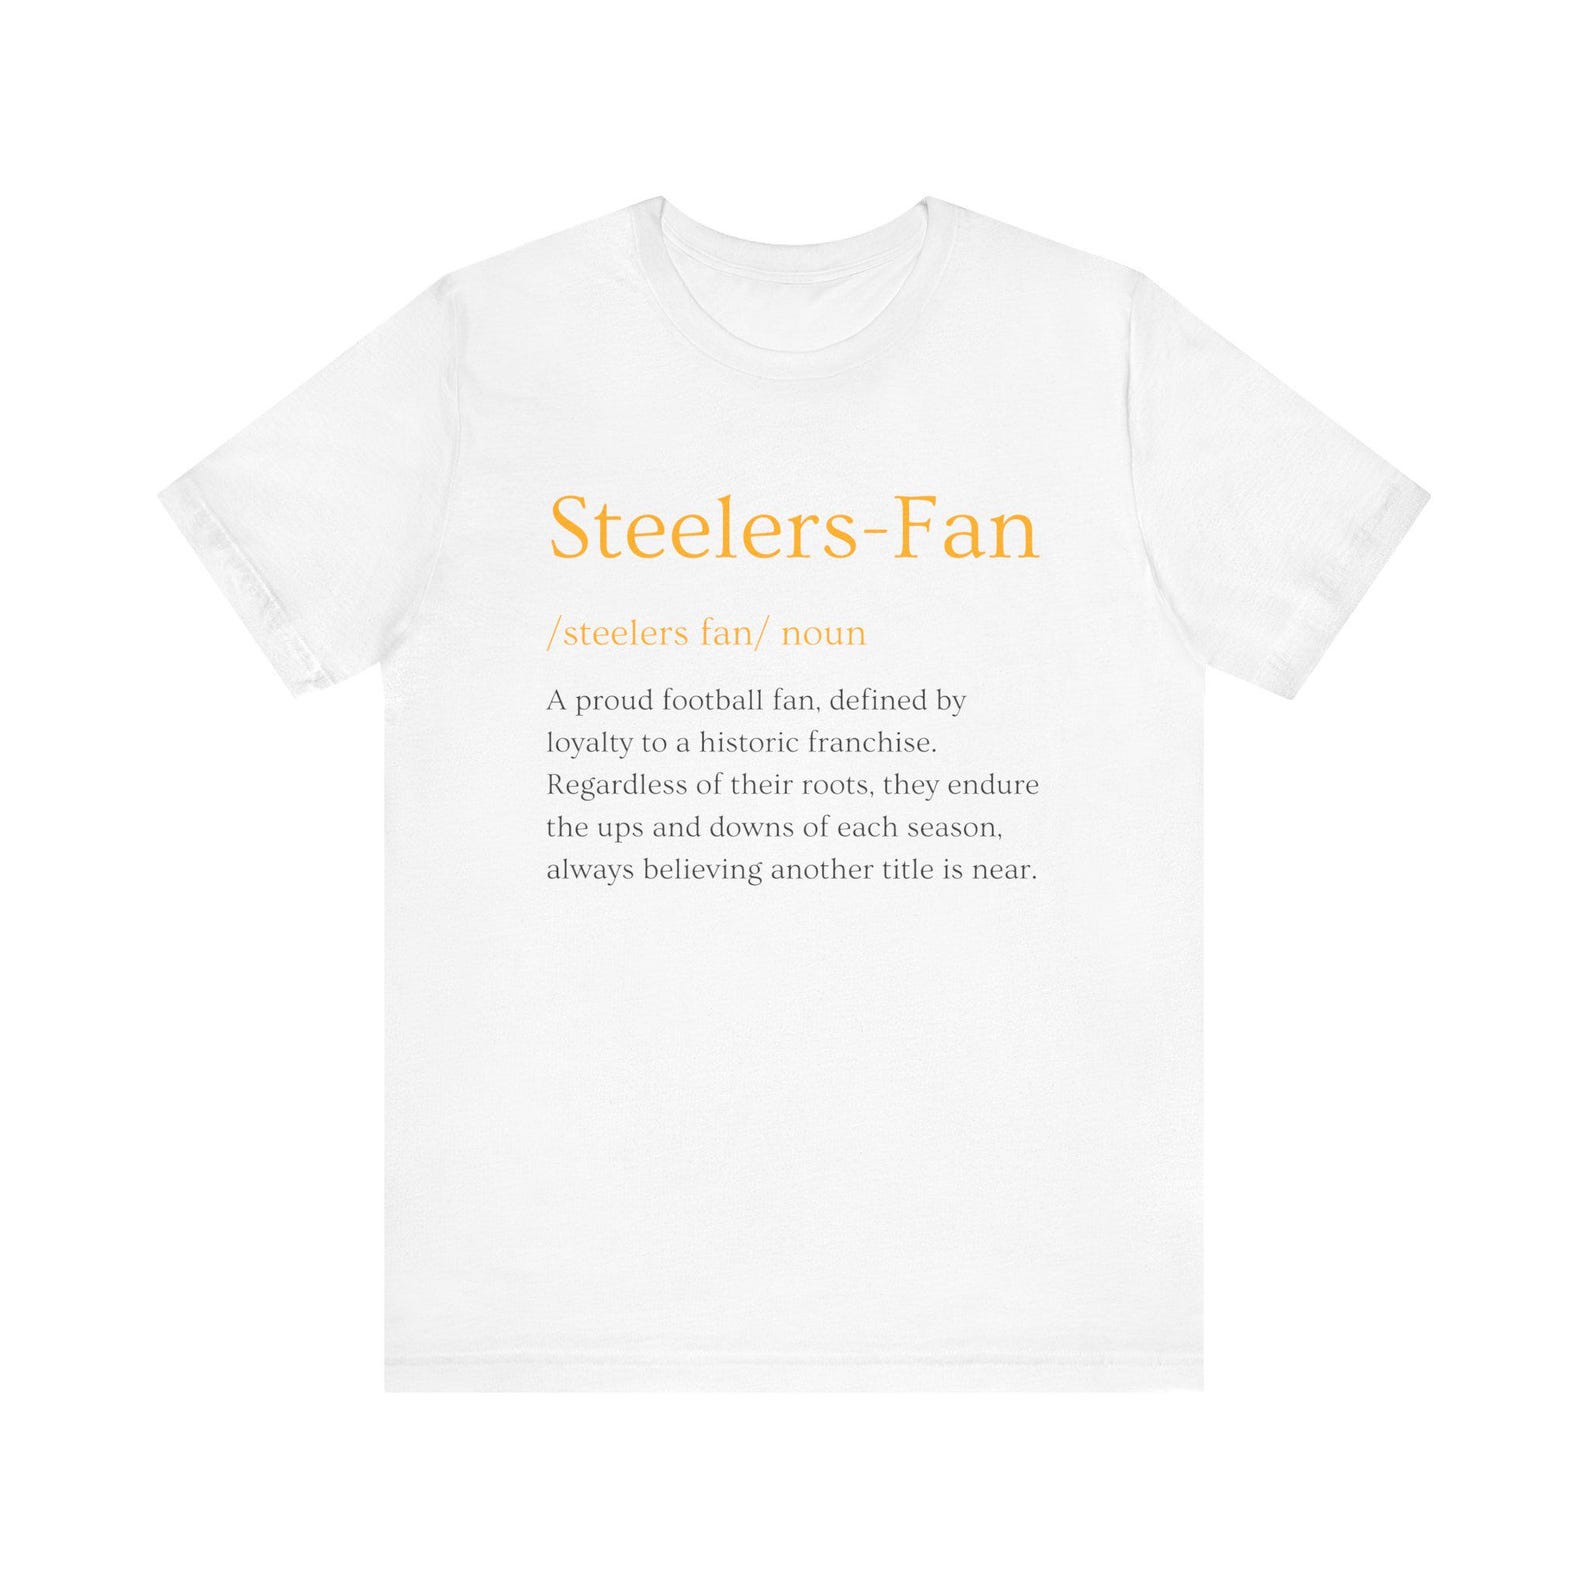 Steelers-Fan
/steelers fan/ noun
A proud football fan, defined by
loyalty to a historic franchise.
Regardless of their roots, they endure
the ups and downs of each season,
always believing another title is near.